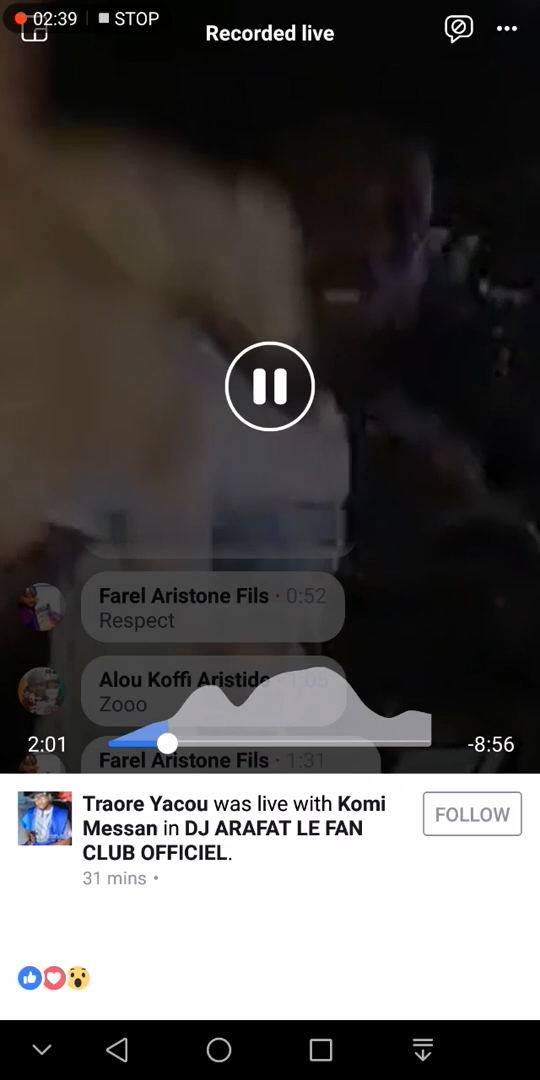 02:39 STOP
Recorded live
Farel Aristone Fils · 0:52
Respect
Alou Koffi Aristide · 1:05
Zooo
Farel Aristone Fils · 1:31
2:01 -8:56
Traore Yacou was live with Komi
Messan in DJ ARAFAT LE FAN
CLUB OFFICIEL.
31 mins •
FOLLOW